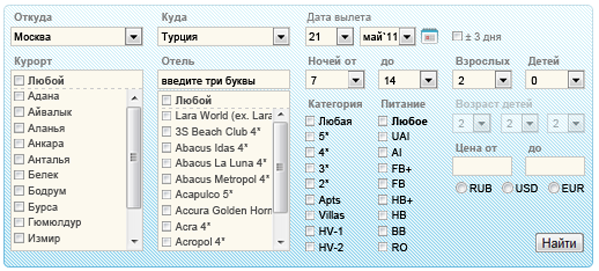 Откуда
Москва
Куда
Турция
Дата вылета
21
май'11
± 3 дня
Курорт
Любой
Адана
Айвалык
Аланья
Анкара
Анталья
Белек
Бодрум
Бурса
Гюмюлдур
Измир
Отель
введите три буквы
Любой
Lara World (ex. Lara
3S Beach Club 4*
Abacus Idas 4*
Abacus La Luna 4*
Abacus Metropol 4*
Acapulco 5*
Accura Golden Horn
Acra 4*
Acropol 4*
Ночей от
до
7
14
Взрослых
Детей
2
0
Категория
Любая
5*
4*
3*
2*
Apts
Villas
HV-1
HV-2
Питание
Любое
UAI
AI
FB+
FB
HB+
HB
BB
RO
Возраст детей
2
2
2
Цена от
до
RUB
USD
EUR
Найти